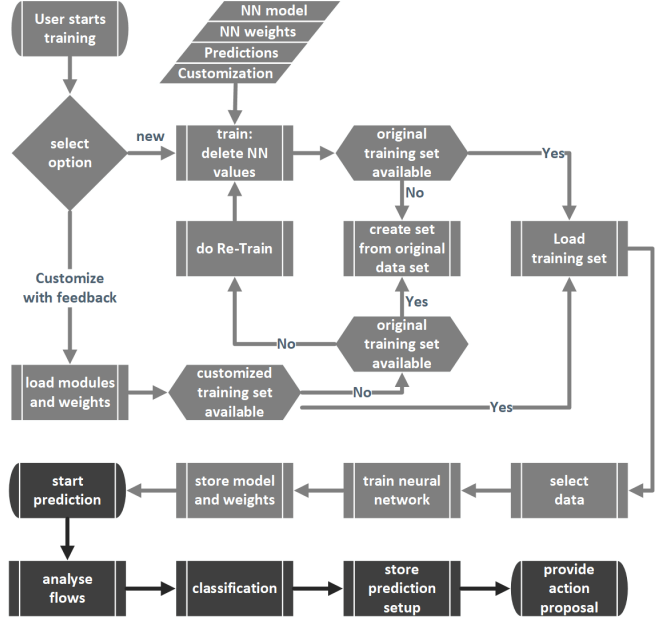 User starts
training
NN model
NN weights
Predictions
Customization
select
option
new
train:
delete NN
values
original
training set
available
Yes
No
do Re-Train
create set
from original
data set
Load
training set
Customize
with feedback
Yes
No
original
training set
available
load modules
and weights
customized
training set
available
No
Yes
start
prediction
store model
and weights
train neural
network
select
data
analyse
flows
classification
store
prediction
setup
provide
action
proposal